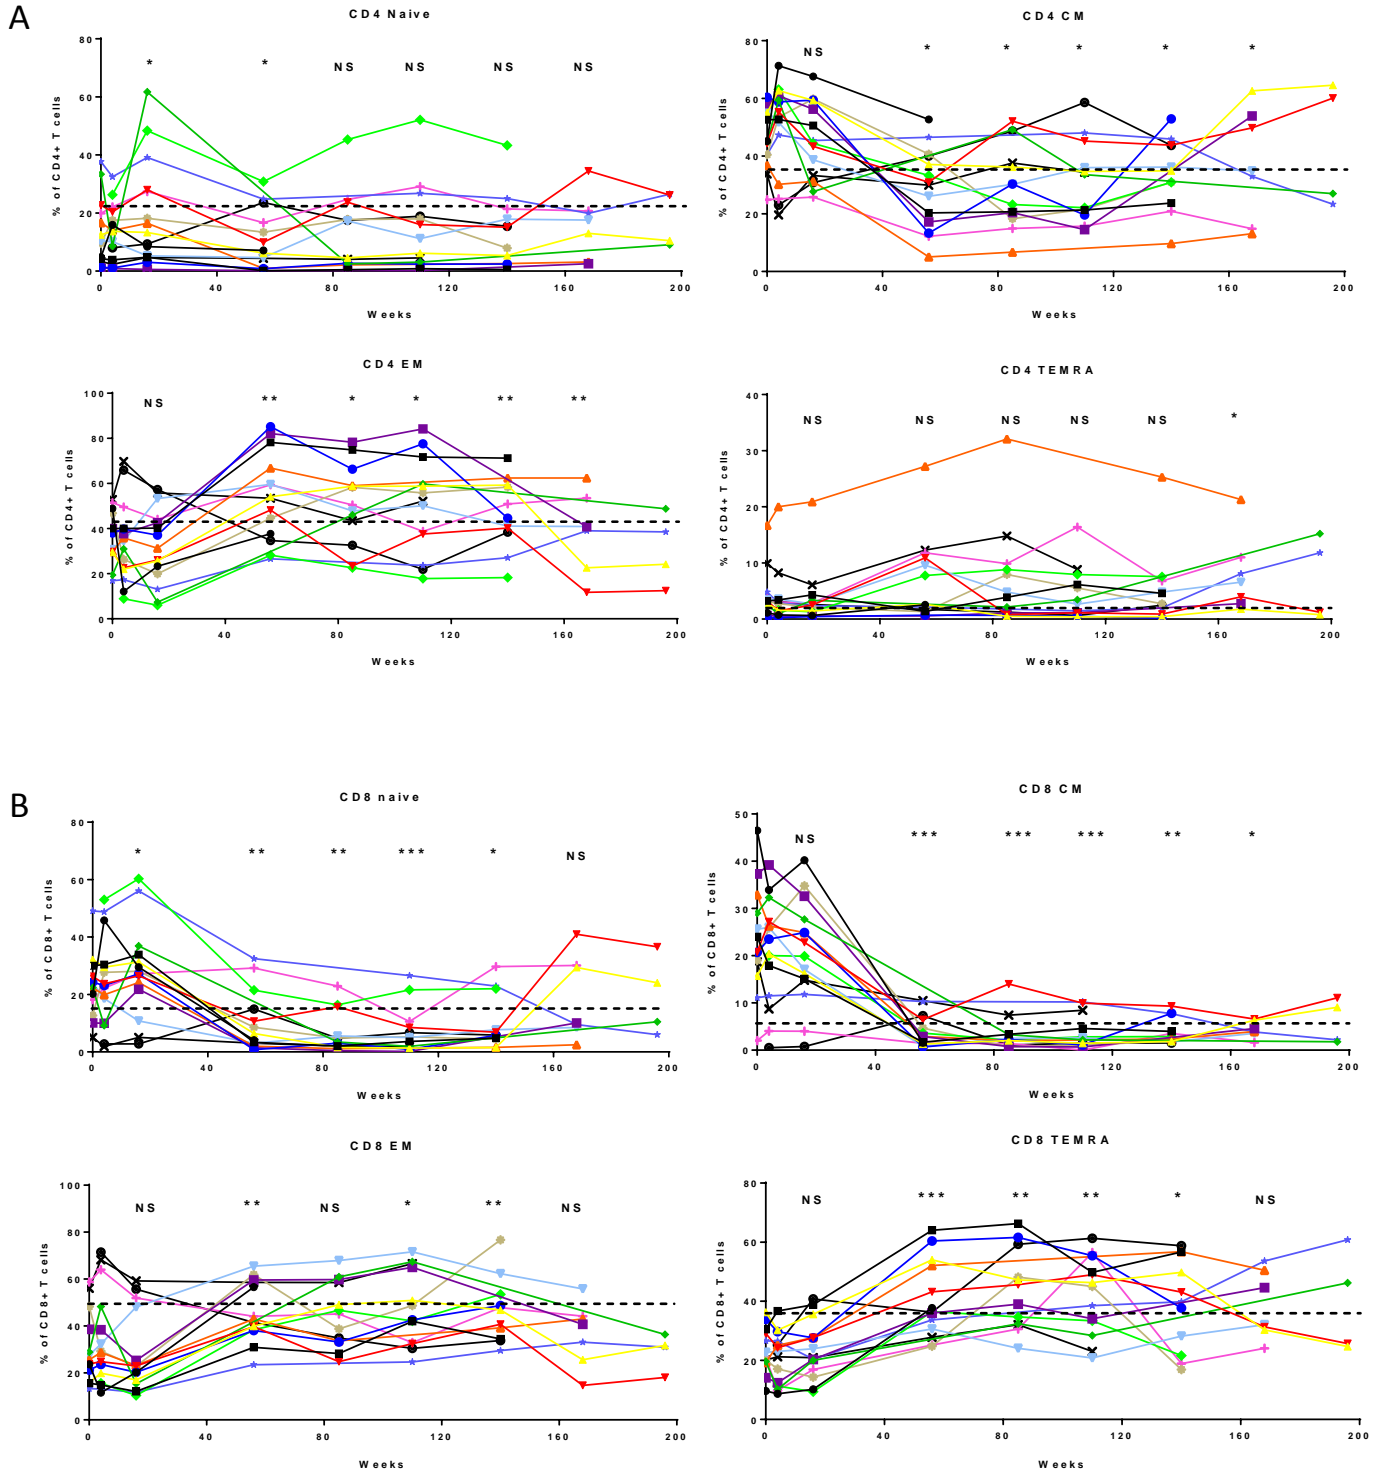 A
CD4 Naive
80
60
40
20
0
% of CD4+ T cells
* * NS NS NS NS
0 40 80 120 160 200
Weeks
CD4 CM
80
60
40
20
0
% of CD4+ T cells
NS * * * * *
0 40 80 120 160 200
Weeks
CD4 EM
100
80
60
40
20
0
% of CD4+ T cells
NS ** * * ** **
0 40 80 120 160 200
Weeks
CD4 TEMRA
40
30
20
10
0
% of CD4+ T cells
NS NS NS NS NS *
0 40 80 120 160 200
Weeks
B
CD8 naive
80
60
40
20
0
% of CD8+ T cells
* ** ** *** * NS
0 40 80 120 160 200
Weeks
CD8 CM
50
40
30
20
10
0
% of CD8+ T cells
NS *** *** *** ** *
0 40 80 120 160 200
Weeks
CD8 EM
100
80
60
40
20
0
% of CD8+ T cells
NS ** NS * ** NS
0 40 80 120 160 200
Weeks
CD8 TEMRA
80
60
40
20
0
% of CD8+ T cells
NS *** ** ** * NS
0 40 80 120 160 200
Weeks